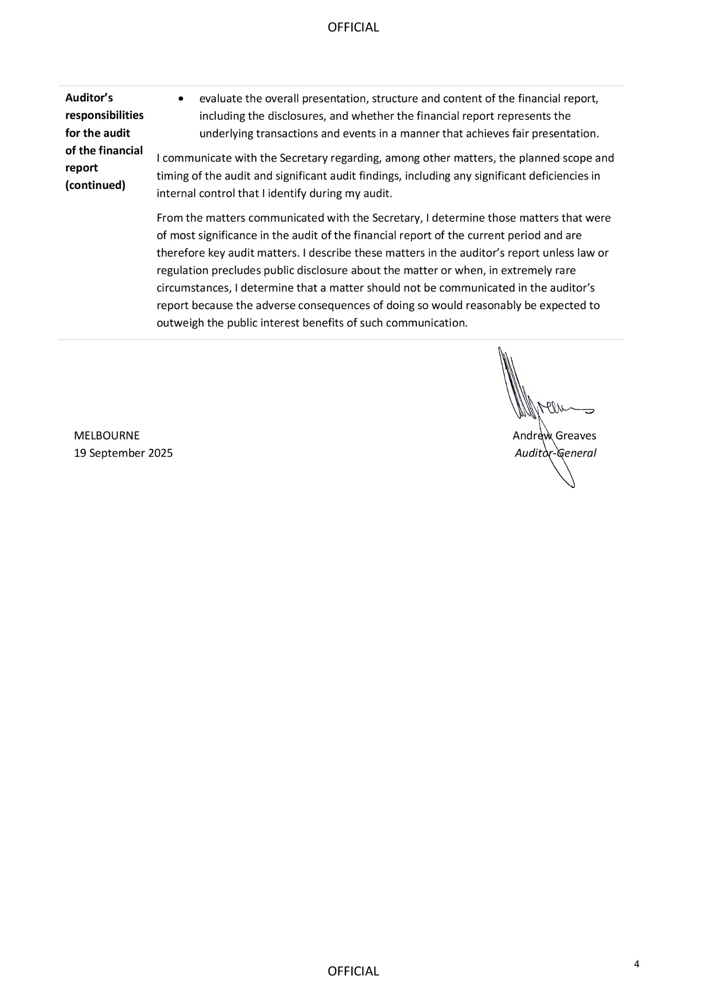 OFFICIAL
Auditor’s
responsibilities
for the audit
of the financial
report
(continued)
• evaluate the overall presentation, structure and content of the financial report,
including the disclosures, and whether the financial report represents the
underlying transactions and events in a manner that achieves fair presentation.
I communicate with the Secretary regarding, among other matters, the planned scope and
timing of the audit and significant audit findings, including any significant deficiencies in
internal control that I identify during my audit.
From the matters communicated with the Secretary, I determine those matters that were
of most significance in the audit of the financial report of the current period and are
therefore key audit matters. I describe these matters in the auditor’s report unless law or
regulation precludes public disclosure about the matter or when, in extremely rare
circumstances, I determine that a matter should not be communicated in the auditor’s
report because the adverse consequences of doing so would reasonably be expected to
outweigh the public interest benefits of such communication.
MELBOURNE
19 September 2025
Andrew Greaves
Auditor-General
4
OFFICIAL